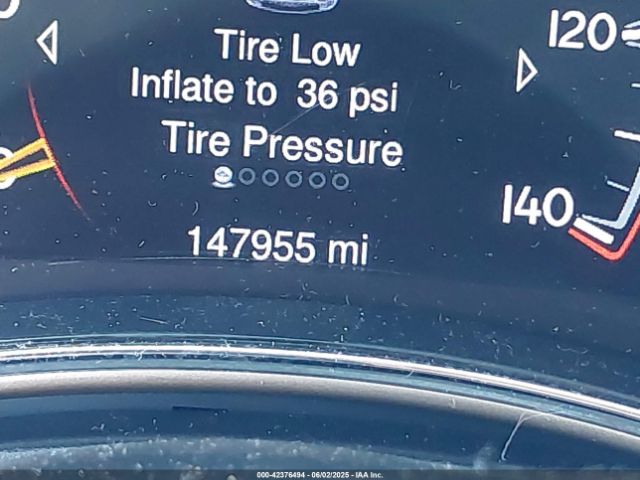 120
Tire Low
Inflate to 36 psi
Tire Pressure
140
147955 mi
000-42376494 - 06/02/2025 - IAA Inc.